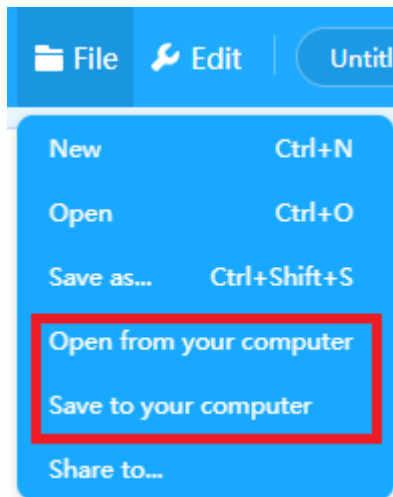 File Edit Untitl
New Ctrl+N
Open Ctrl+O
Save as... Ctrl+Shift+S
Open from your computer
Save to your computer
Share to...